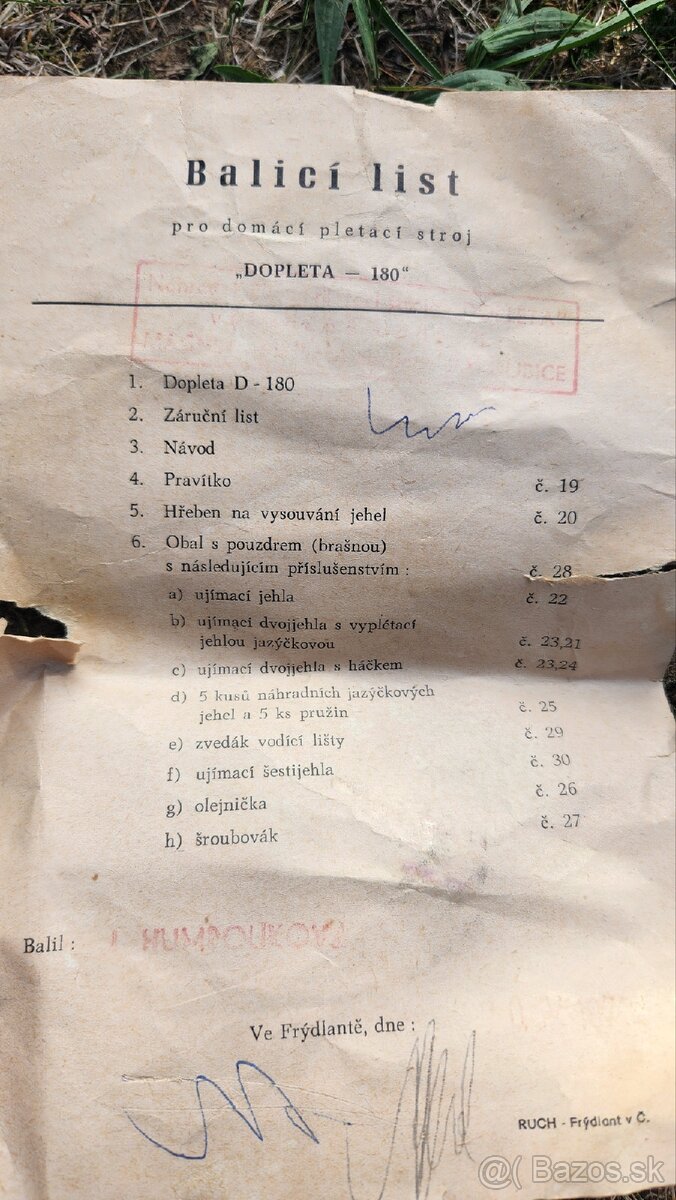 Balicí list
pro domácí pletací stroj
„DOPLETA — 180"
1. Dopleta D - 180
2. Záruční list
3. Návod
4. Pravítko č. 19
5. Hřeben na vysouvání jehel č. 20
6. Obal s pouzdrem (brašnou)
s následujícím příslušenstvím : č. 28
a) ujímací jehla č. 22
b) ujímací dvojjehla s vyplétací
jehlou jazýčkovou č. 23,21
c) ujímací dvojjehla s háčkem č. 23,24
d) 5 kusů náhradních jazýčkových
jehel a 5 ks pružin č. 25
e) zvedák vodící lišty č. 29
f) ujímací šestijehla č. 30
g) olejnička č. 26
h) šroubovák č. 27
Balil :
Ve Frýdlantě, dne :
RUCH - Frýdlant v Č.
@( Bazos.sk